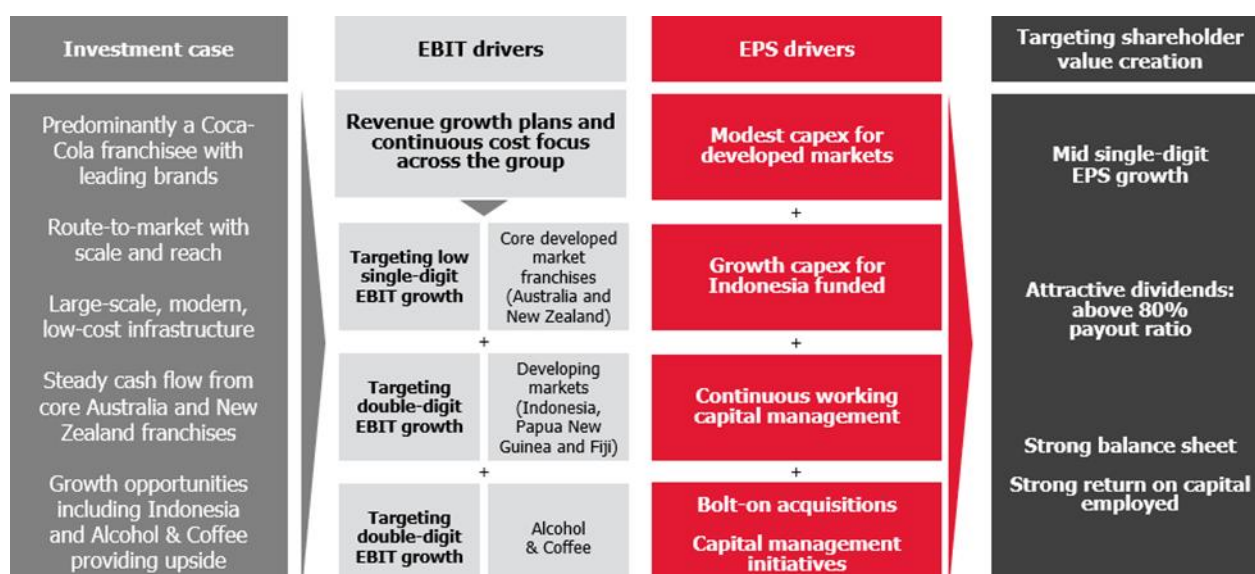 Investment case
Predominantly a Coca-
Cola franchisee with
leading brands
Route-to-market with
scale and reach
Large-scale, modern,
low-cost infrastructure
Steady cash flow from
core Australia and New
Zealand franchises
Growth opportunities
including Indonesia
and Alcohol & Coffee
providing upside
EBIT drivers
Revenue growth plans and
continuous cost focus
across the group
Targeting low
single-digit
EBIT growth
Core developed
market
franchises
(Australia and
New Zealand)
+
Targeting
double-digit
EBIT growth
Developing
markets
(Indonesia,
Papua New
Guinea and Fiji)
+
Targeting
double-digit
EBIT growth
Alcohol
& Coffee
EPS drivers
Modest capex for
developed markets
+
Growth capex for
Indonesia funded
+
Continuous working
capital management
+
Bolt-on acquisitions
Capital management
initiatives
Targeting shareholder
value creation
Mid single-digit
EPS growth
Attractive dividends:
above 80%
payout ratio
Strong balance sheet
Strong return on capital
employed